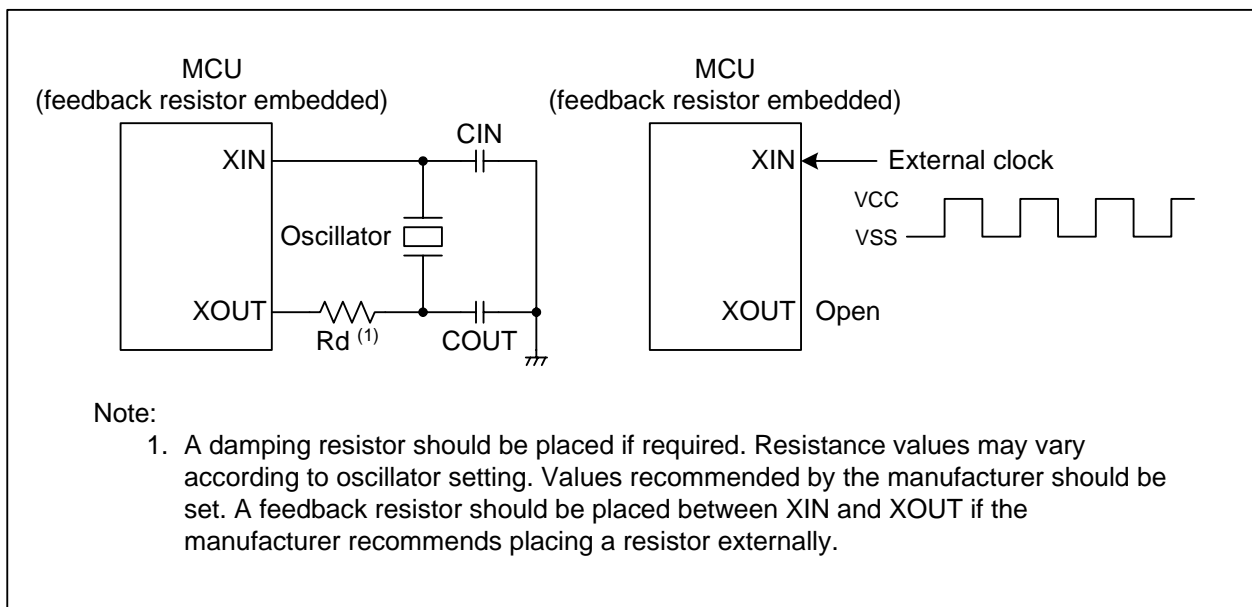 MCU
(feedback resistor embedded)
XIN
CIN
Oscillator
XOUT
Rd (1)
COUT
MCU
(feedback resistor embedded)
XIN
External clock
VCC
VSS
XOUT
Open
Note:
1. A damping resistor should be placed if required. Resistance values may vary
according to oscillator setting. Values recommended by the manufacturer should be
set. A feedback resistor should be placed between XIN and XOUT if the
manufacturer recommends placing a resistor externally.